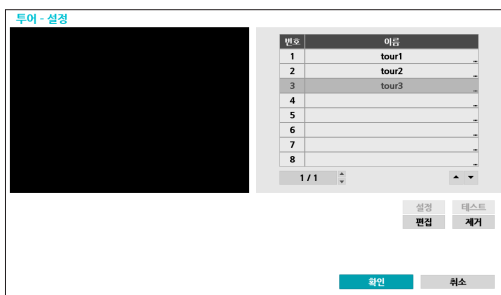 투어 - 설정
번호 이름
1 tour1 ...
2 tour2 ...
3 tour3 ...
4 ...
5 ...
6 ...
7 ...
8 ...
1 / 1
설정 테스트
편집 제거
확인 취소